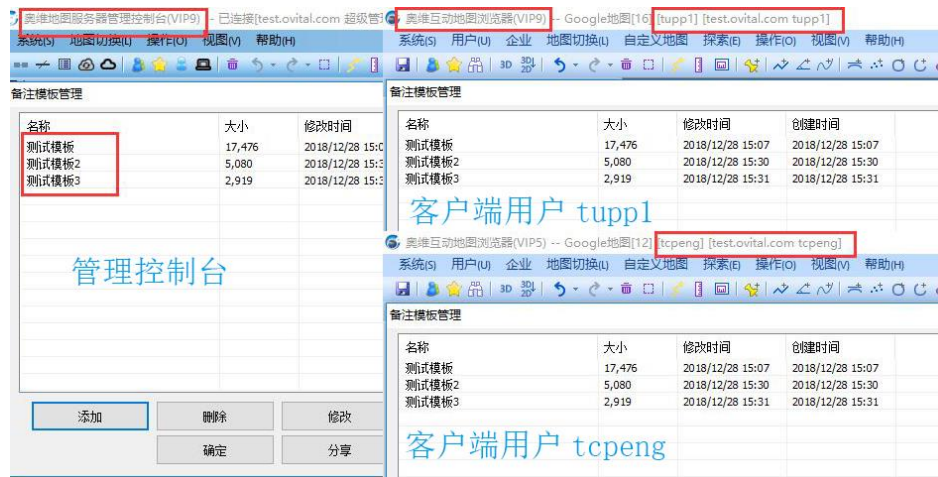 奥维地图服务器管理控制台(VIP9) -- 已连接[test.ovital.com 超级管
系统(S) 地图切换(L) 操作(O) 视图(V) 帮助(H)
备注模板管理
名称 大小 修改时间
测试模板 17,476 2018/12/28 15:0
测试模板2 5,080 2018/12/28 15:3
测试模板3 2,919 2018/12/28 15:3
管理控制台
添加 删除 修改
确定 分享
奥维互动地图浏览器(VIP9) -- Google地图[16] [tupp1] [test.ovital.com tupp1]
系统(S) 用户(U) 企业 地图切换(L) 自定义地图 探索(E) 操作(O) 视图(V) 帮助(H)
3D 3D 2D
备注模板管理
名称 大小 修改时间 创建时间
测试模板 17,476 2018/12/28 15:07 2018/12/28 15:07
测试模板2 5,080 2018/12/28 15:30 2018/12/28 15:30
测试模板3 2,919 2018/12/28 15:31 2018/12/28 15:31
客户端用户 tupp1
奥维互动地图浏览器(VIP5) -- Google地图[12] [tcpeng] [test.ovital.com tcpeng]
系统(S) 用户(U) 企业 地图切换(L) 自定义地图 探索(E) 操作(O) 视图(V) 帮助(H)
3D 3D 2D
备注模板管理
名称 大小 修改时间 创建时间
测试模板 17,476 2018/12/28 15:07 2018/12/28 15:07
测试模板2 5,080 2018/12/28 15:30 2018/12/28 15:30
测试模板3 2,919 2018/12/28 15:31 2018/12/28 15:31
客户端用户 tcpeng